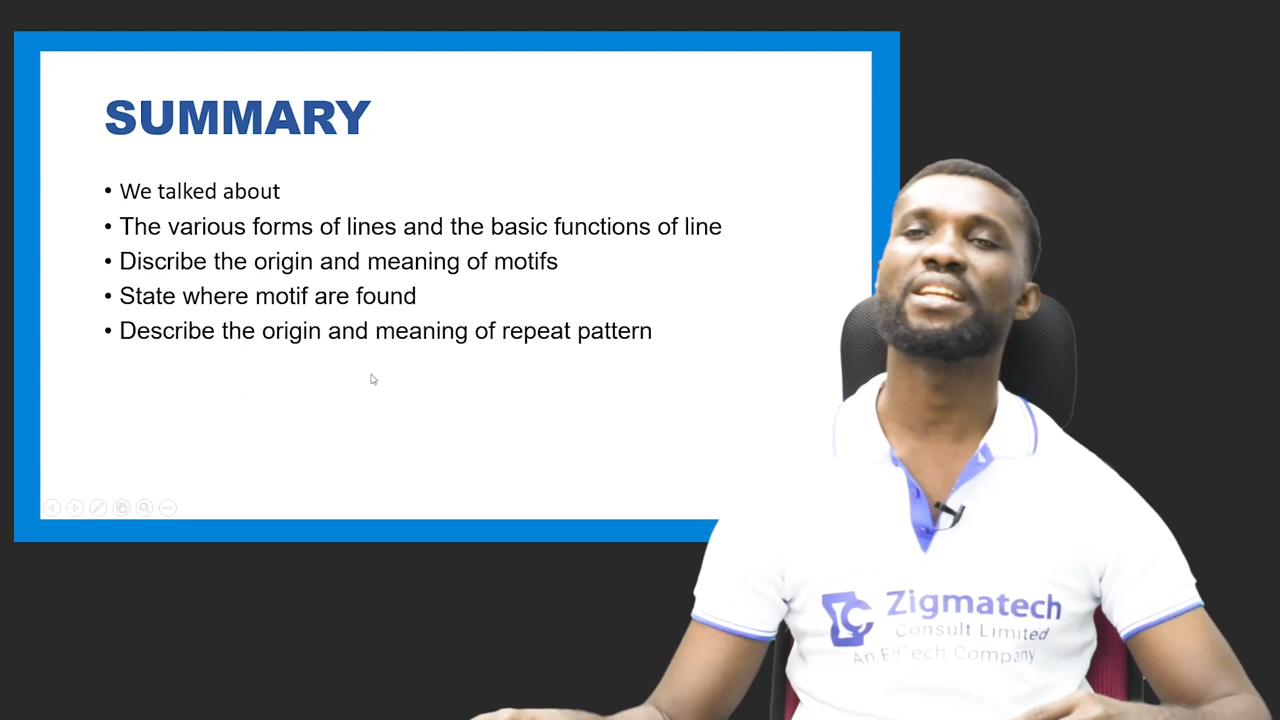 SUMMARY
• We talked about
• The various forms of lines and the basic functions of line
• Discribe the origin and meaning of motifs
• State where motif are found
• Describe the origin and meaning of repeat pattern
Zigmatech
Consult Limited
An EdTech Company